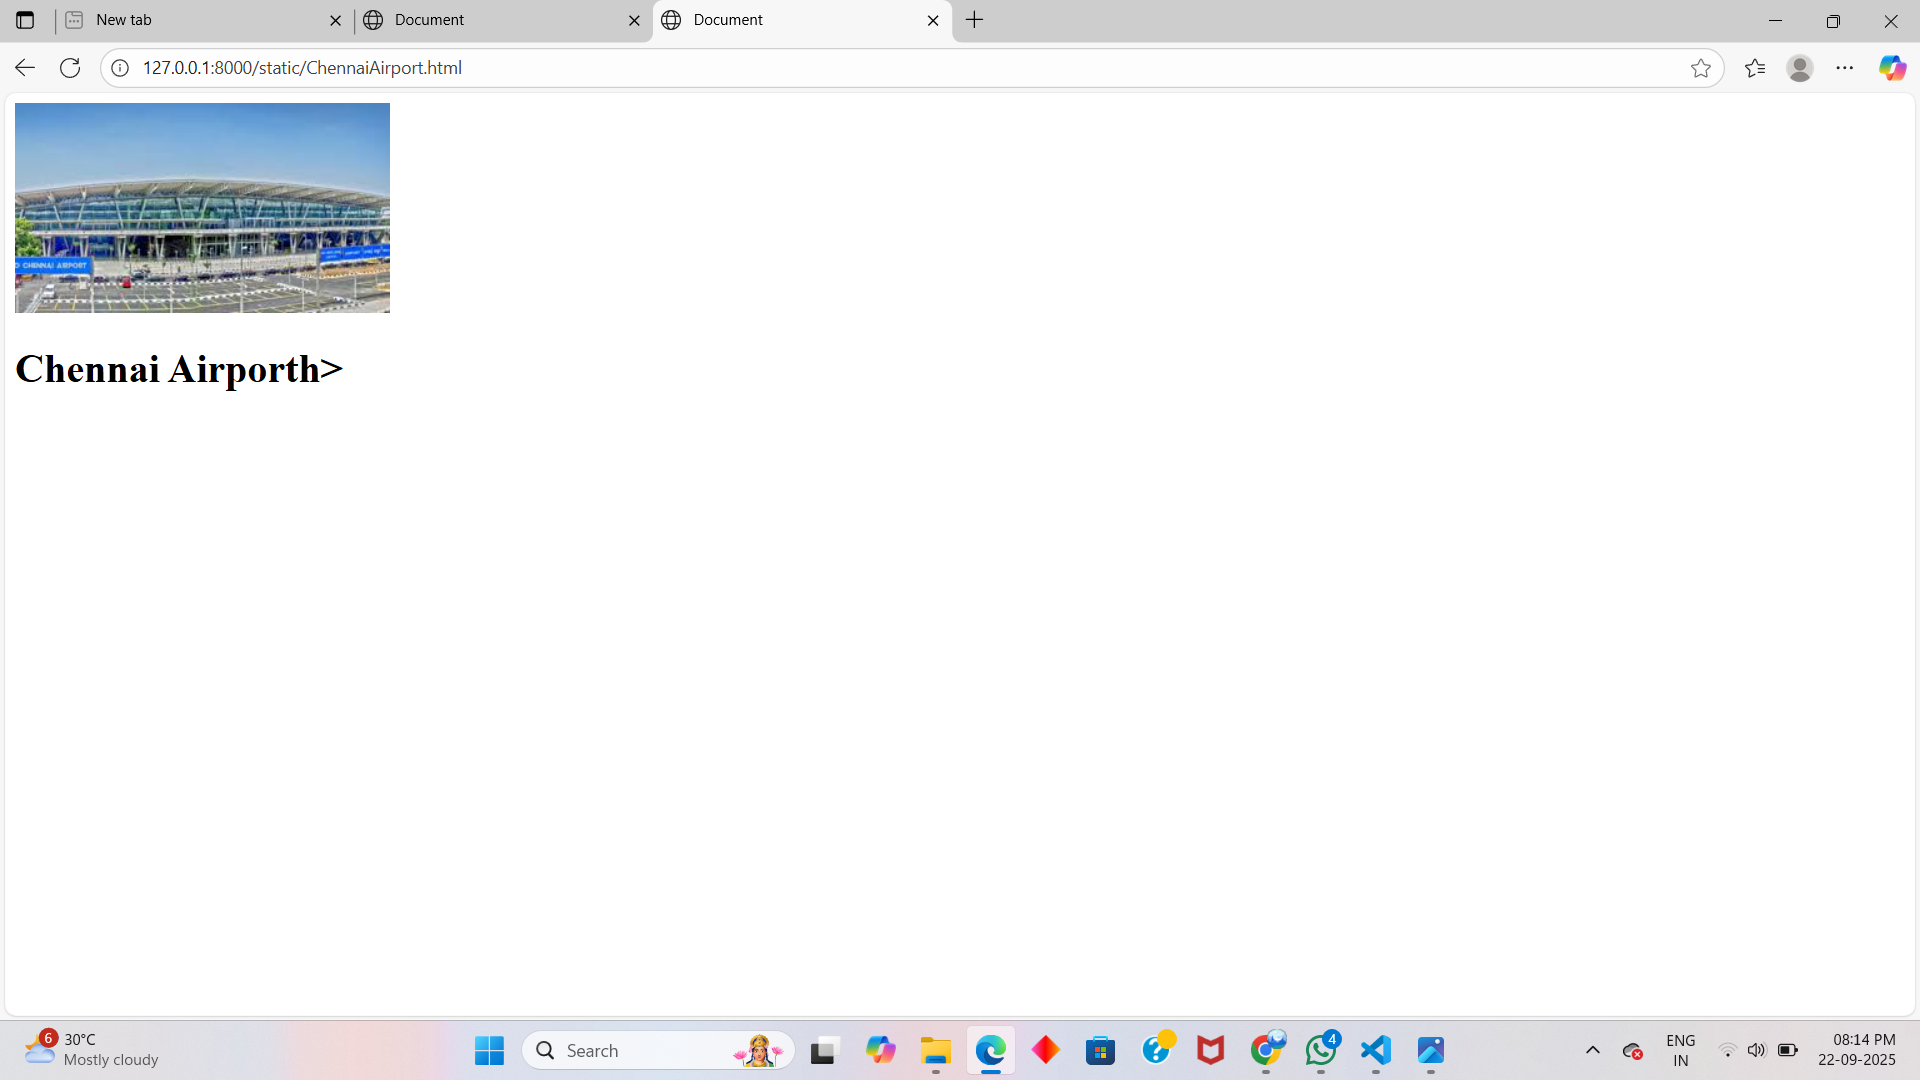 New tab
Document
Document
127.0.0.1:8000/static/ChennaiAirport.html
CHENNAI AIRPORT
Chennai Airporth>
6
30°C
Mostly cloudy
Search
4
ENG
IN
08:14 PM
22-09-2025